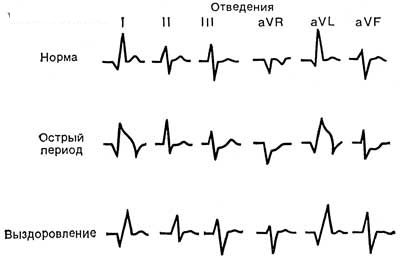 Отведения
I II III aVR aVL aVF
Норма
Острый
период
Выздоровление